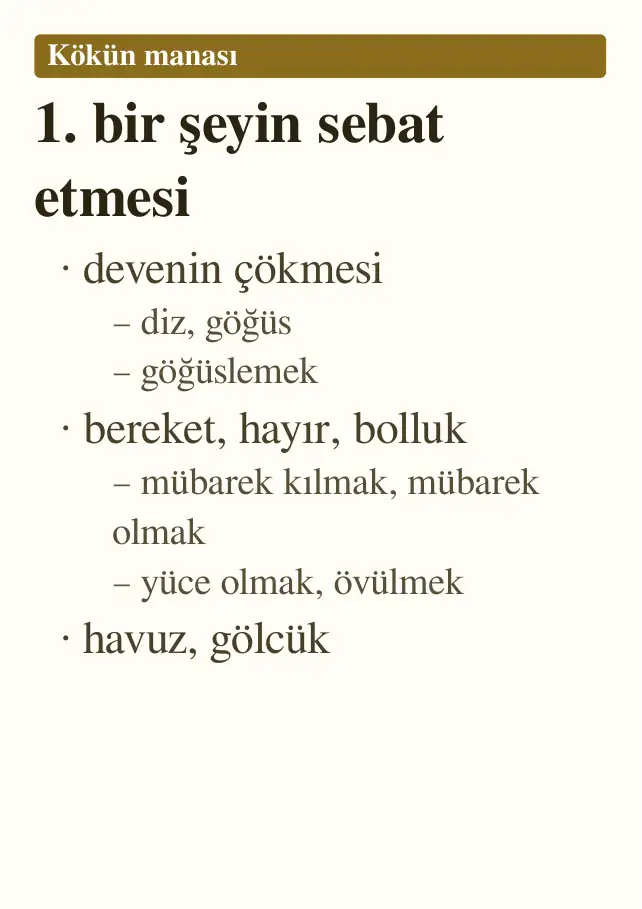 Kökün manası
1. bir şeyin sebat
etmesi
· devenin çökmesi
– diz, göğüs
– göğüslemek
· bereket, hayır, bolluk
– mübarek kılmak, mübarek
olmak
– yüce olmak, övülmek
· havuz, gölcük